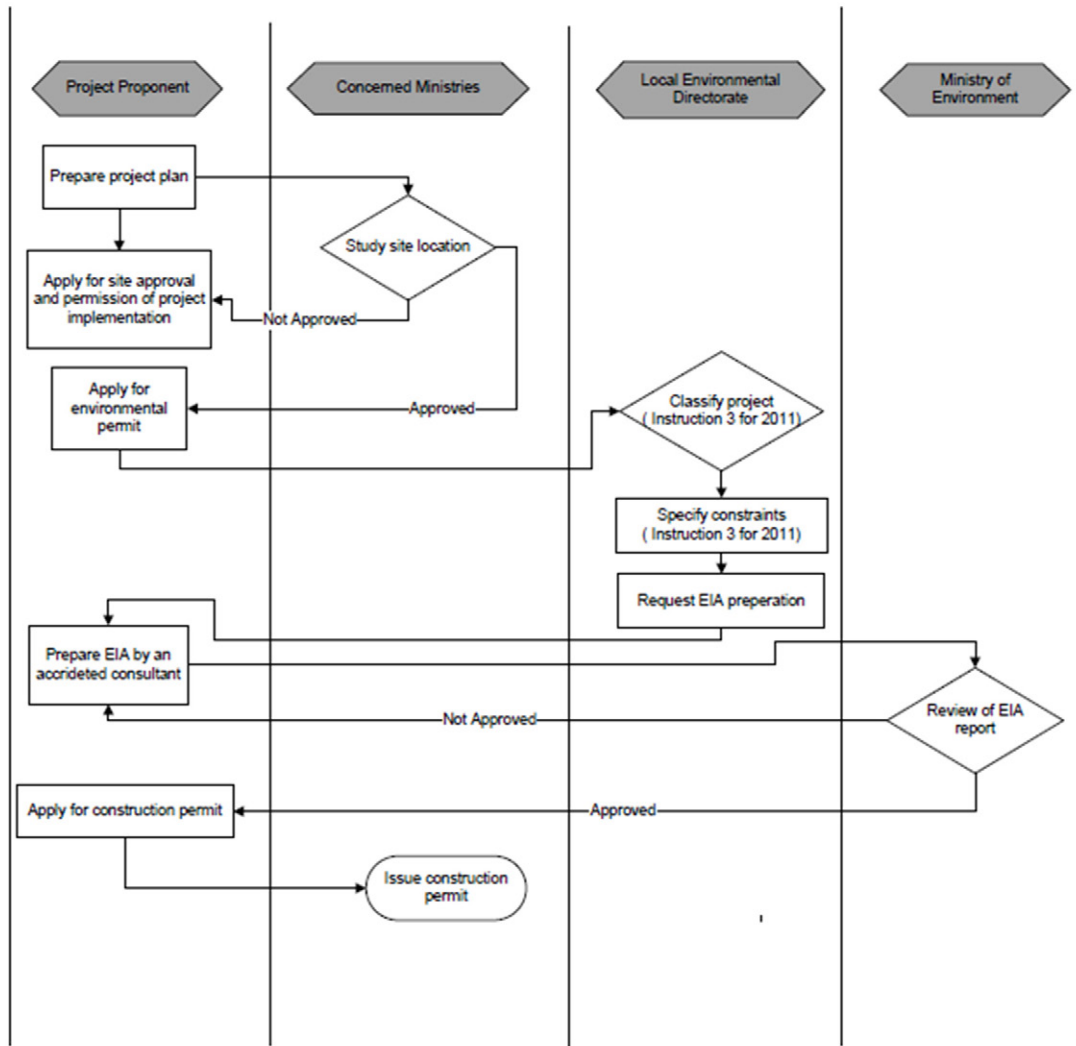 Project Proponent
Concerned Ministries
Local Environmental
Directorate
Ministry of
Environment
Prepare project plan
Study site location
Apply for site approval
and permission of project
implementation
Not Approved
Apply for
environmental
permit
Approved
Classify project
( Instruction 3 for 2011)
Specify constraints
( Instruction 3 for 2011)
Request EIA preperation
Prepare EIA by an
accrideted consultant
Not Approved
Review of EIA
report
Apply for construction permit
Approved
Issue construction
permit